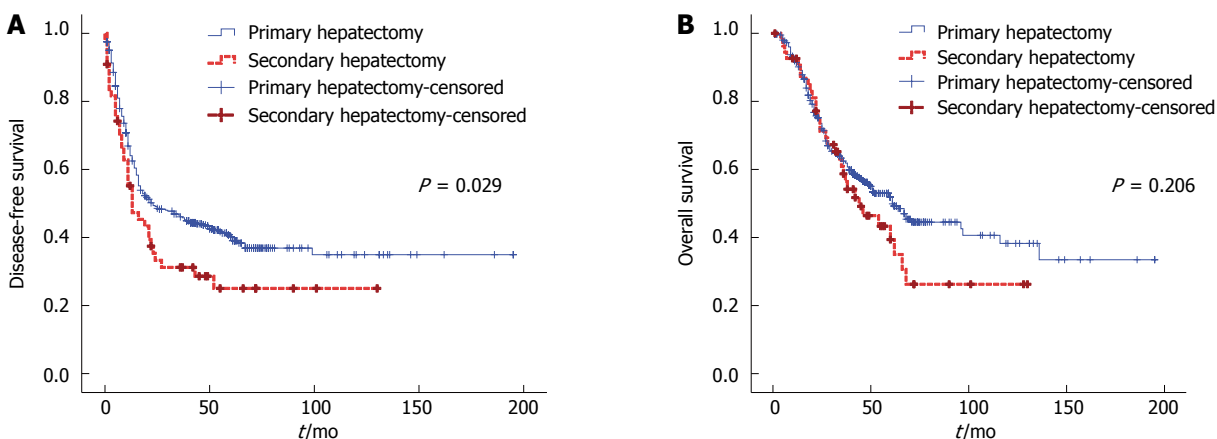 A
Primary hepatectomy
Secondary hepatectomy
Primary hepatectomy-censored
Secondary hepatectomy-censored
P = 0.029
Disease-free survival
1.0
0.8
0.6
0.4
0.2
0.0
0 50 100 150 200
t/mo
B
Primary hepatectomy
Secondary hepatectomy
Primary hepatectomy-censored
Secondary hepatectomy-censored
P = 0.206
Overall survival
1.0
0.8
0.6
0.4
0.2
0.0
0 50 100 150 200
t/mo